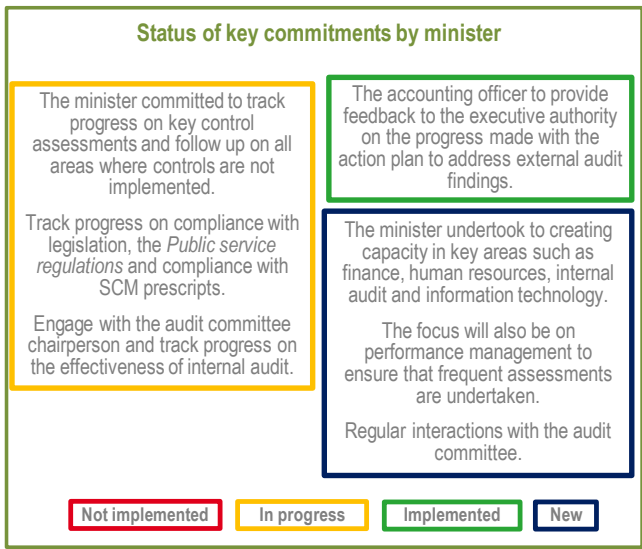 Status of key commitments by minister
The minister committed to track
progress on key control
assessments and follow up on all
areas where controls are not
implemented.
Track progress on compliance with
legislation, the Public service
regulations and compliance with
SCM prescripts.
Engage with the audit committee
chairperson and track progress on
the effectiveness of internal audit.
The accounting officer to provide
feedback to the executive authority
on the progress made with the
action plan to address external audit
findings.
The minister undertook to creating
capacity in key areas such as
finance, human resources, internal
audit and information technology.
The focus will also be on
performance management to
ensure that frequent assessments
are undertaken.
Regular interactions with the audit
committee.
Not implemented
In progress
Implemented
New